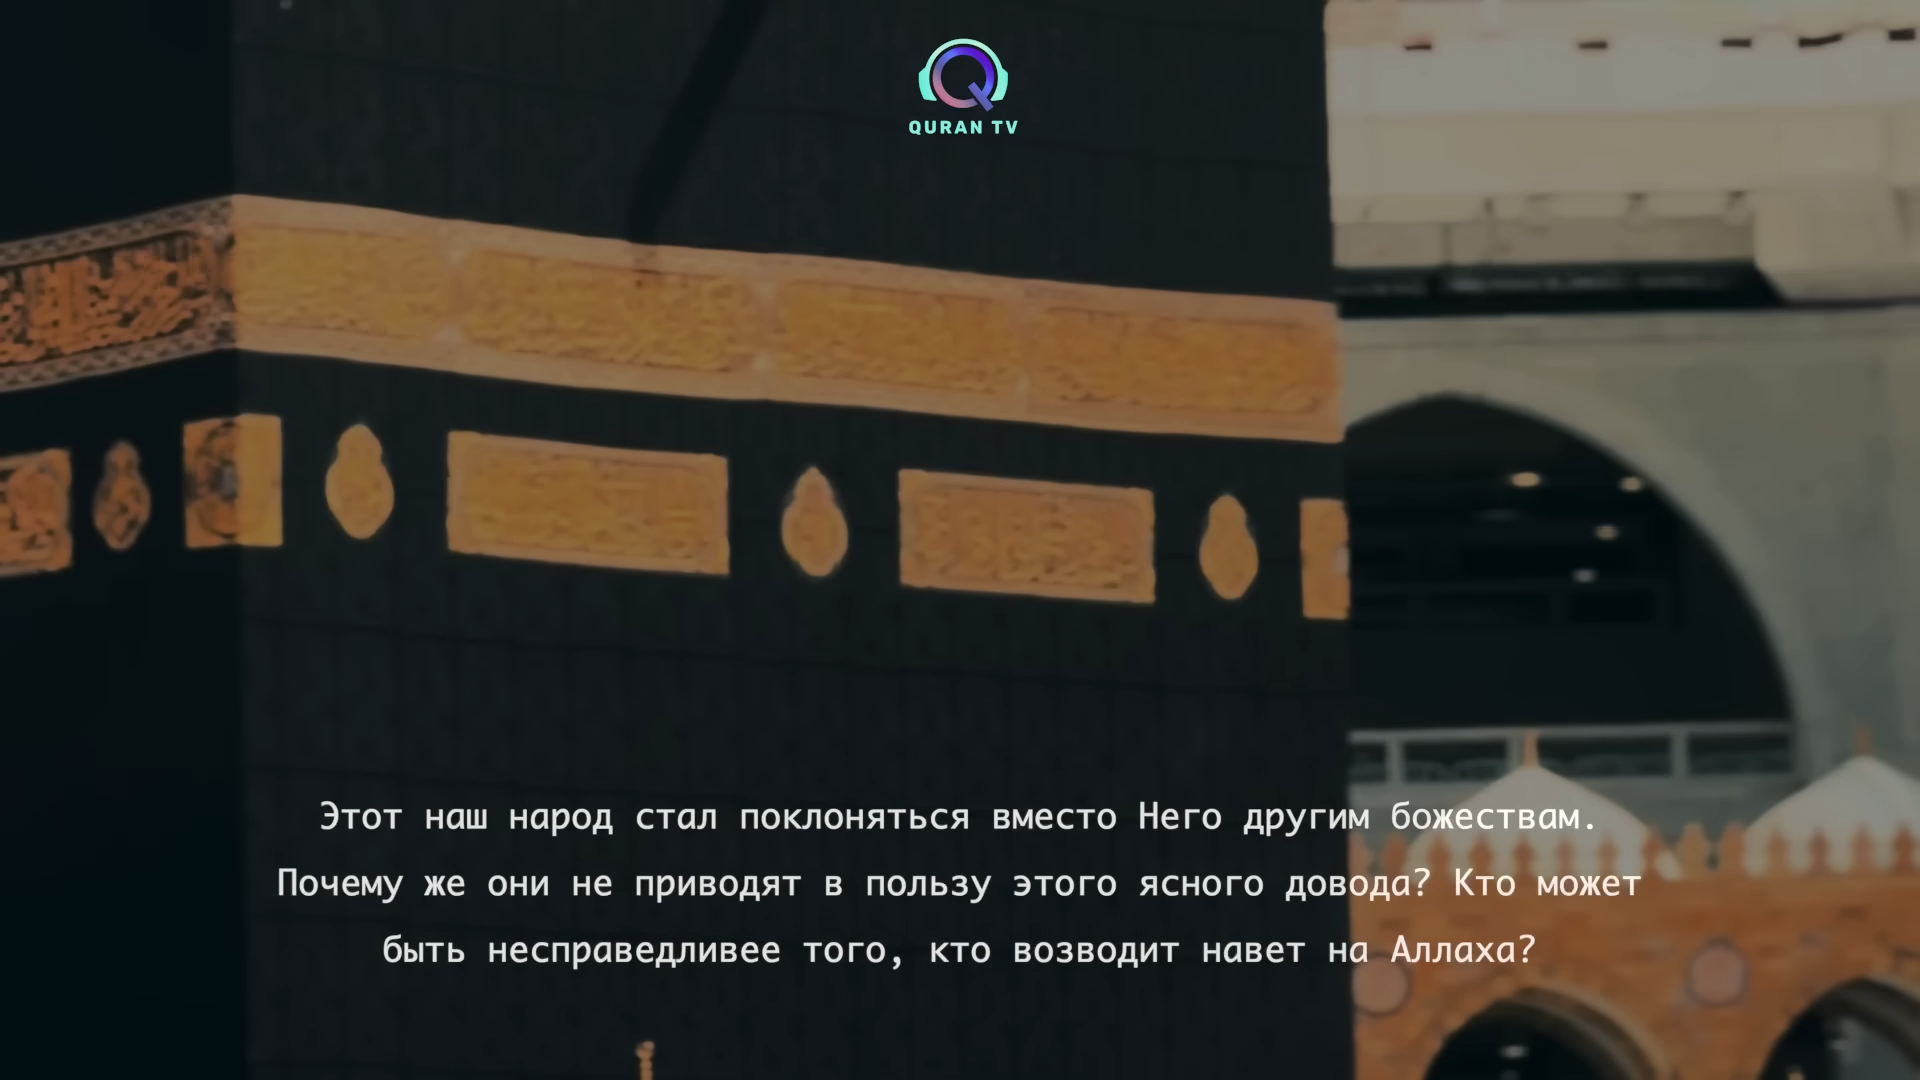 QURAN TV
Этот наш народ стал поклоняться вместо Него другим божествам.
Почему же они не приводят в пользу этого ясного довода? Кто может
быть несправедливее того, кто возводит навет на Аллаха?